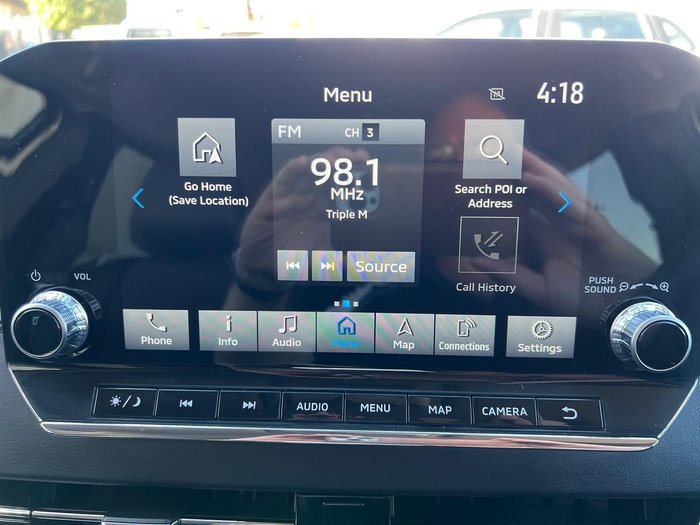 Menu
4:18
Go Home
(Save Location)
FM CH 3
98.1
MHz
Triple M
Source
Search POI or
Address
Call History
VOL
PUSH
SOUND
Phone
Info
Audio
Menu
Map
Connections
Settings
AUDIO
MENU
MAP
CAMERA